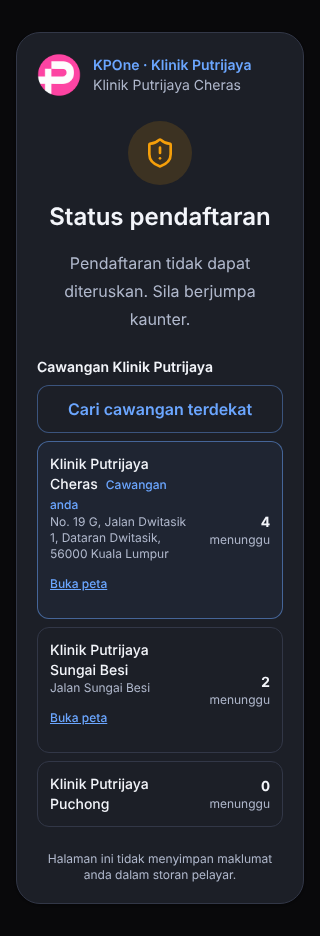 KPOne · Klinik Putrijaya
Klinik Putrijaya Cheras
Status pendaftaran
Pendaftaran tidak dapat
diteruskan. Sila berjumpa
kaunter.
Cawangan Klinik Putrijaya
Cari cawangan terdekat
Klinik Putrijaya
Cheras Cawangan
anda
No. 19 G, Jalan Dwitasik
1, Dataran Dwitasik,
56000 Kuala Lumpur
Buka peta
4
menunggu
Klinik Putrijaya
Sungai Besi
Jalan Sungai Besi
Buka peta
2
menunggu
Klinik Putrijaya
Puchong
0
menunggu
Halaman ini tidak menyimpan maklumat
anda dalam storan pelayar.